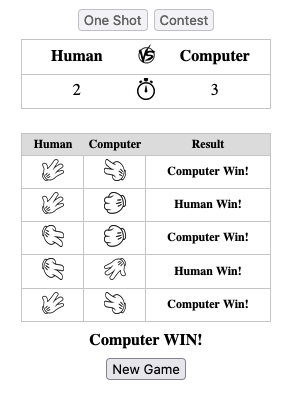 One Shot Contest
Human VS Computer
2 3
Human Computer Result
Computer Win!
Human Win!
Computer Win!
Human Win!
Computer Win!
Computer WIN!
New Game